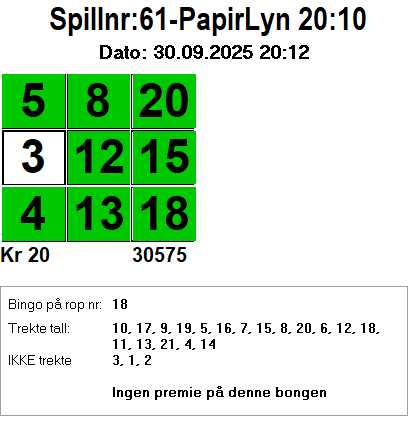 Spillnr:61-PapirLyn 20:10
Dato: 30.09.2025 20:12
5 8 20
3 12 15
4 13 18
Kr 20 30575
Bingo på rop nr: 18
Trekte tall: 10, 17, 9, 19, 5, 16, 7, 15, 8, 20, 6, 12, 18,
11, 13, 21, 4, 14
IKKE trekte 3, 1, 2
Ingen premie på denne bongen